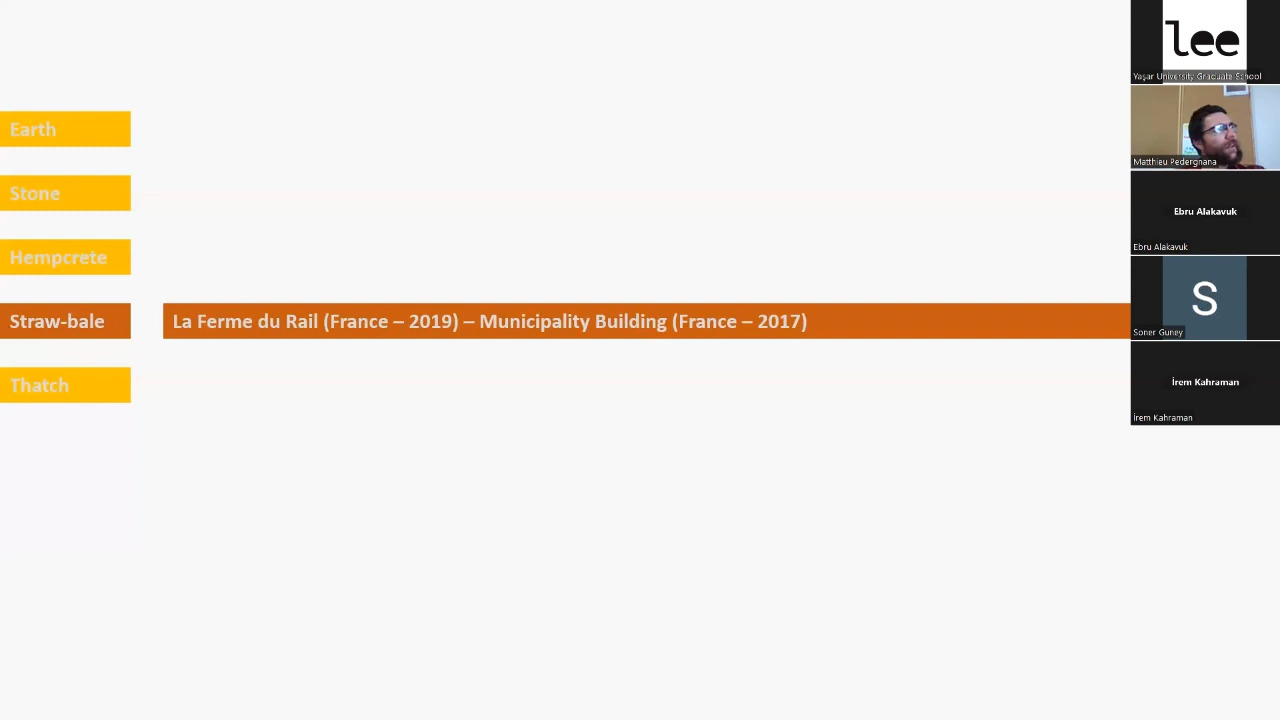 Earth
Stone
Hempcrete
Straw-bale
La Ferme du Rail (France – 2019) – Municipality Building (France – 2017)
Thatch
lee
Yaşar University Graduate School
Matthieu Pedergnana
Ebru Alakavuk
Ebru Alakavuk
S
Soner Guney
İrem Kahraman
İrem Kahraman